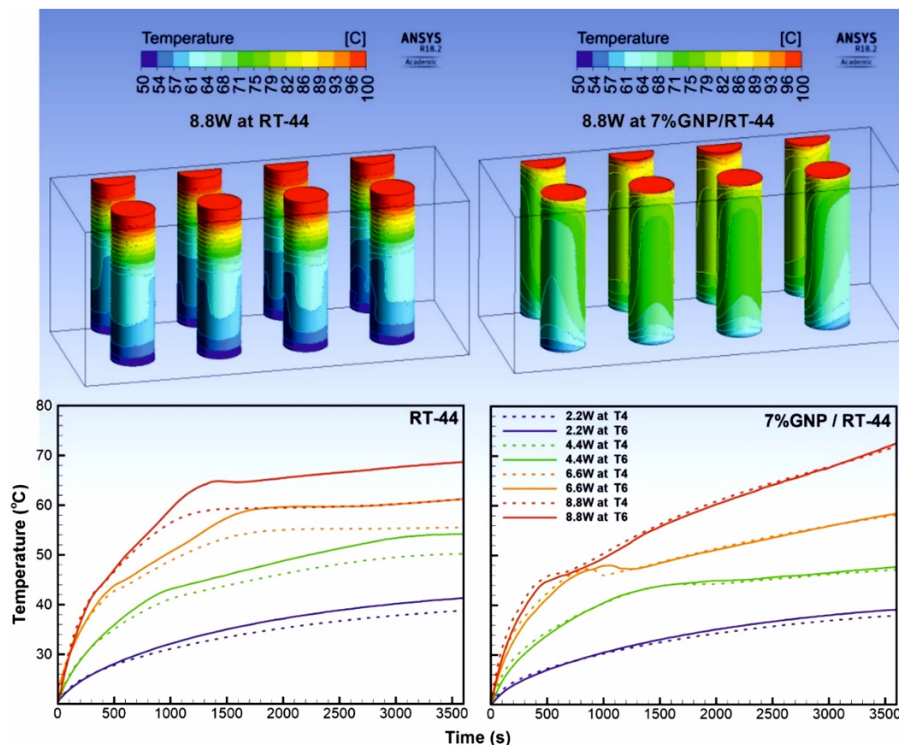 Temperature [C]
ANSYS
R18.2
Academic
50 54 57 61 64 68 71 75 79 82 86 89 93 96 100
8.8W at RT-44
Temperature [C]
ANSYS
R18.2
Academic
50 54 57 61 64 68 71 75 79 82 86 89 93 96 100
8.8W at 7%GNP/RT-44
80
70
60
50
40
30
Temperature (°C)
RT-44
0 500 1000 1500 2000 2500 3000 3500
7%GNP / RT-44
2.2W at T4
2.2W at T6
4.4W at T4
4.4W at T6
6.6W at T4
6.6W at T6
8.8W at T4
8.8W at T6
0 500 1000 1500 2000 2500 3000 3500
Time (s)